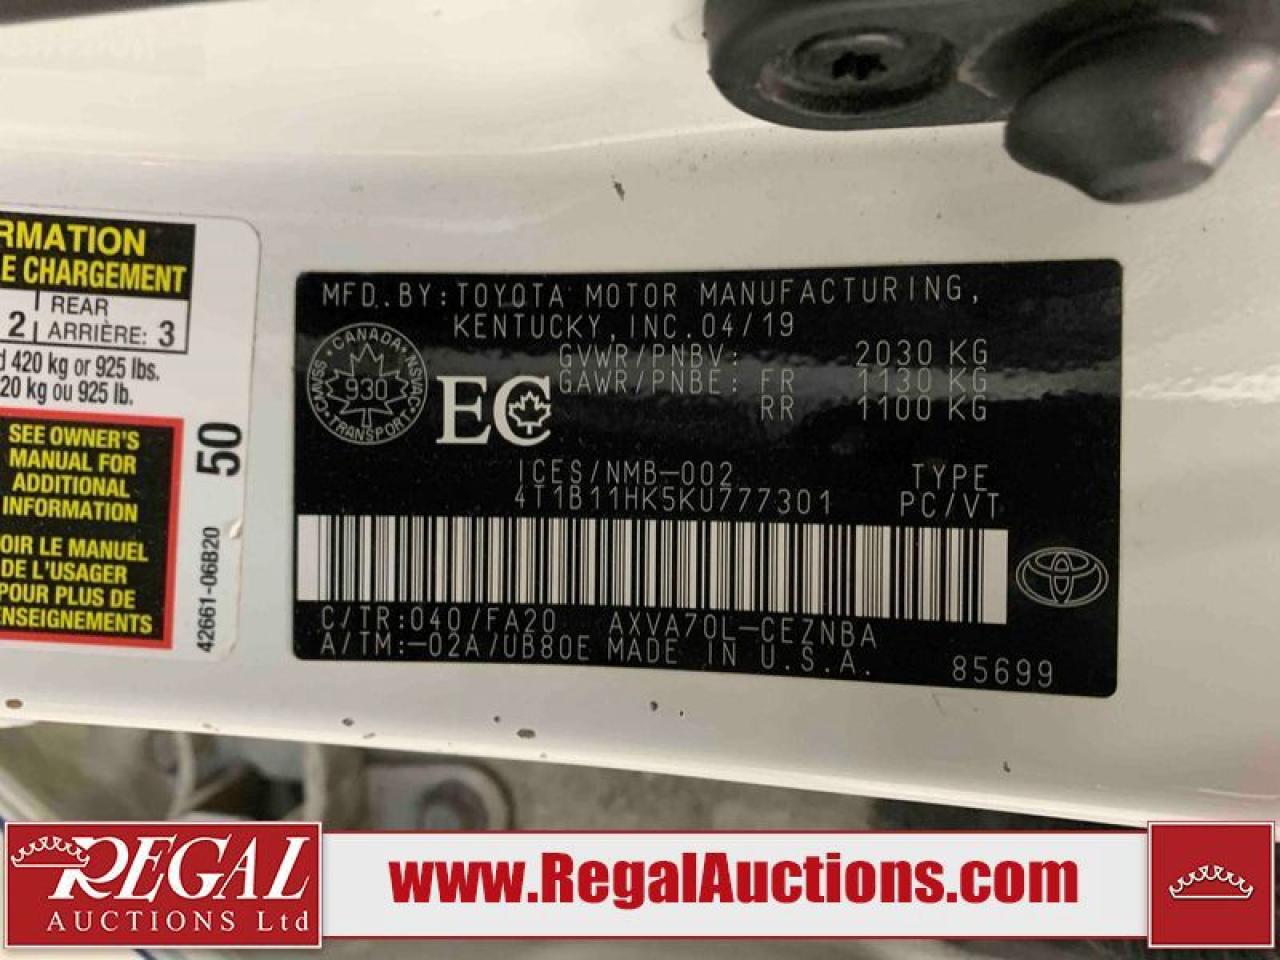 RMATION
E CHARGEMENT
2 REAR
ARRIÈRE: 3
420 kg or 925 lbs.
20 kg ou 925 lb.
SEE OWNER'S
MANUAL FOR
ADDITIONAL
INFORMATION
OIR LE MANUEL
DE L'USAGER
POUR PLUS DE
ENSEIGNEMENTS
50
42661-06B20
MFD. BY: TOYOTA MOTOR MANUFACTURING,
KENTUCKY, INC. 04/19
GVWR/PNBV: 2030 KG
GAWR/PNBE: FR 1130 KG
RR 1100 KG
CANADA
930
TRANSPORT
CMVSS NSVAC
EC
ICES/NMB-002 TYPE
4T1B11HK5KU777301 PC/VT
C/TR:040/FA20 AXVA70L-CEZNBA
A/TM:-02A/UB80E MADE IN U.S.A. 85699
REGAL
AUCTIONS Ltd
www.RegalAuctions.com